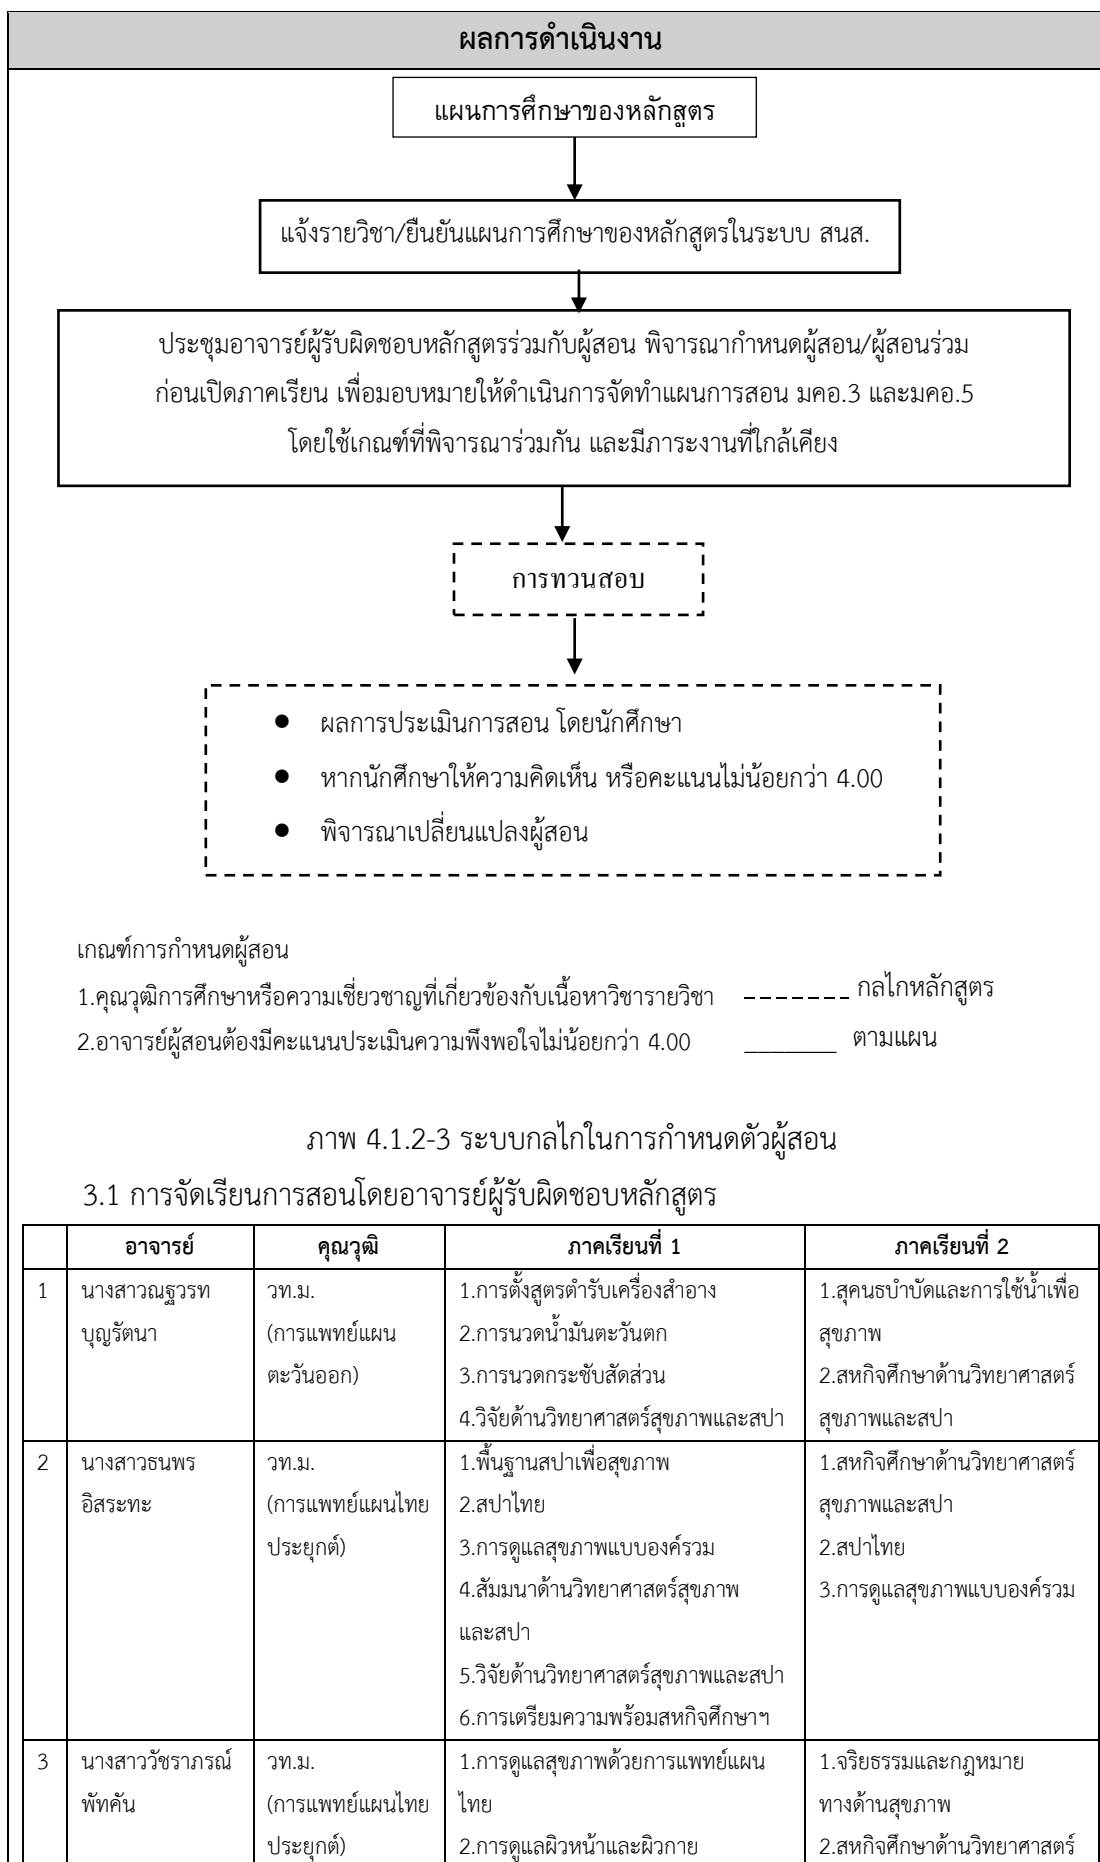 ผลการดำเนินงาน
แผนการศึกษาของหลักสูตร
แจ้งรายวิชา/ยืนยันแผนการศึกษาของหลักสูตรในระบบ สนส.
ประชุมอาจารย์ผู้รับผิดชอบหลักสูตรร่วมกับผู้สอน พิจารณากำหนดผู้สอน/ผู้สอนร่วม
ก่อนเปิดภาคเรียน เพื่อมอบหมายให้ดำเนินการจัดทำแผนการสอน มคอ.3 และมคอ.5
โดยใช้เกณฑ์ที่พิจารณาร่วมกัน และมีภาระงานที่ใกล้เคียง
การทวนสอบ
● ผลการประเมินการสอน โดยนักศึกษา
● หากนักศึกษาให้ความคิดเห็น หรือคะแนนไม่น้อยกว่า 4.00
● พิจารณาเปลี่ยนแปลงผู้สอน
เกณฑ์การกำหนดผู้สอน
1.คุณวุฒิการศึกษาหรือความเชี่ยวชาญที่เกี่ยวข้องกับเนื้อหาวิชารายวิชา ------- กลไกหลักสูตร
2.อาจารย์ผู้สอนต้องมีคะแนนประเมินความพึงพอใจไม่น้อยกว่า 4.00 _______ ตามแผน
ภาพ 4.1.2-3 ระบบกลไกในการกำหนดตัวผู้สอน
3.1 การจัดเรียนการสอนโดยอาจารย์ผู้รับผิดชอบหลักสูตร
อาจารย์ คุณวุฒิ ภาคเรียนที่ 1 ภาคเรียนที่ 2
1 นางสาวณฐวรท วท.ม. 1.การตั้งสูตรตำรับเครื่องสำอาง 1.สุคนธบำบัดและการใช้น้ำเพื่อ
บุญรัตนา (การแพทย์แผน 2.การนวดน้ำมันตะวันตก สุขภาพ
ตะวันออก) 3.การนวดกระชับสัดส่วน 2.สหกิจศึกษาด้านวิทยาศาสตร์
4.วิจัยด้านวิทยาศาสตร์สุขภาพและสปา สุขภาพและสปา
2 นางสาวธนพร วท.ม. 1.พื้นฐานสปาเพื่อสุขภาพ 1.สหกิจศึกษาด้านวิทยาศาสตร์
อิสระทะ (การแพทย์แผนไทย 2.สปาไทย สุขภาพและสปา
ประยุกต์) 3.การดูแลสุขภาพแบบองค์รวม 2.สปาไทย
4.สัมมนาด้านวิทยาศาสตร์สุขภาพ 3.การดูแลสุขภาพแบบองค์รวม
และสปา
5.วิจัยด้านวิทยาศาสตร์สุขภาพและสปา
6.การเตรียมความพร้อมสหกิจศึกษาฯ
3 นางสาววัชราภรณ์ วท.ม. 1.การดูแลสุขภาพด้วยการแพทย์แผน 1.จริยธรรมและกฎหมาย
พัทคัน (การแพทย์แผนไทย ไทย ทางด้านสุขภาพ
ประยุกต์) 2.การดูแลผิวหน้าและผิวกาย 2.สหกิจศึกษาด้านวิทยาศาสตร์